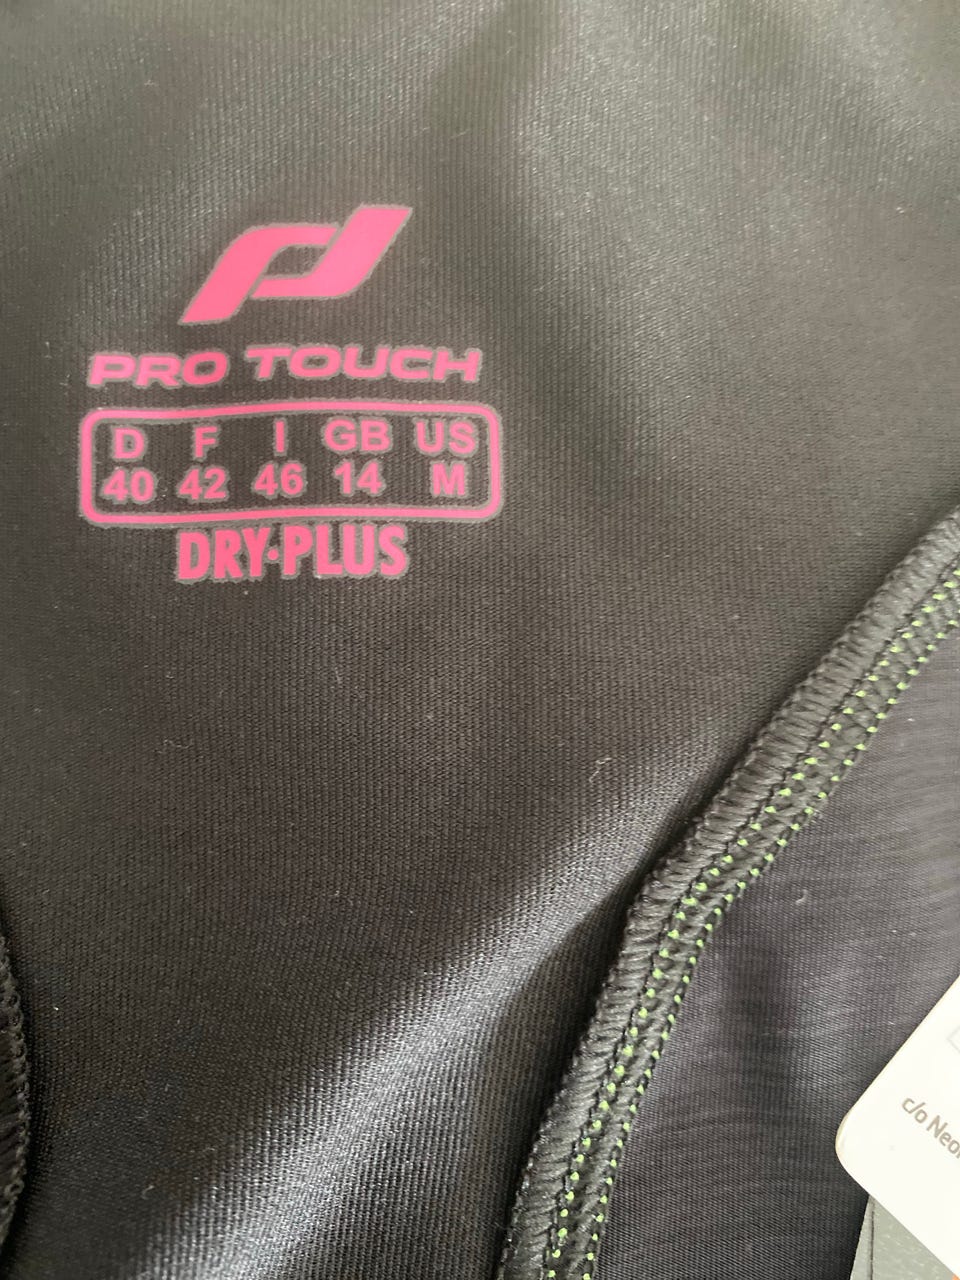 PRO TOUCH
D F I GB US
40 42 46 14 M
DRY•PLUS
c/o